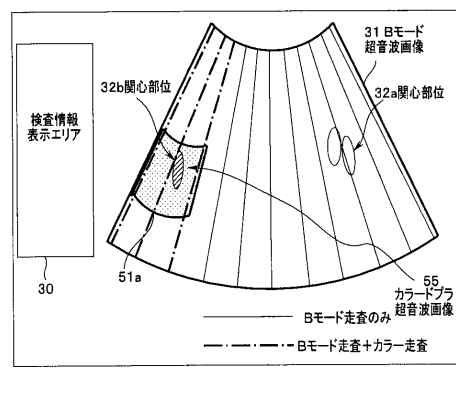 31 Bモード
超音波画像
32b関心部位
32a関心部位
検査情報
表示エリア
30
51a
55
カラードプラ
超音波画像
Bモード走査のみ
Bモード走査+カラー走査